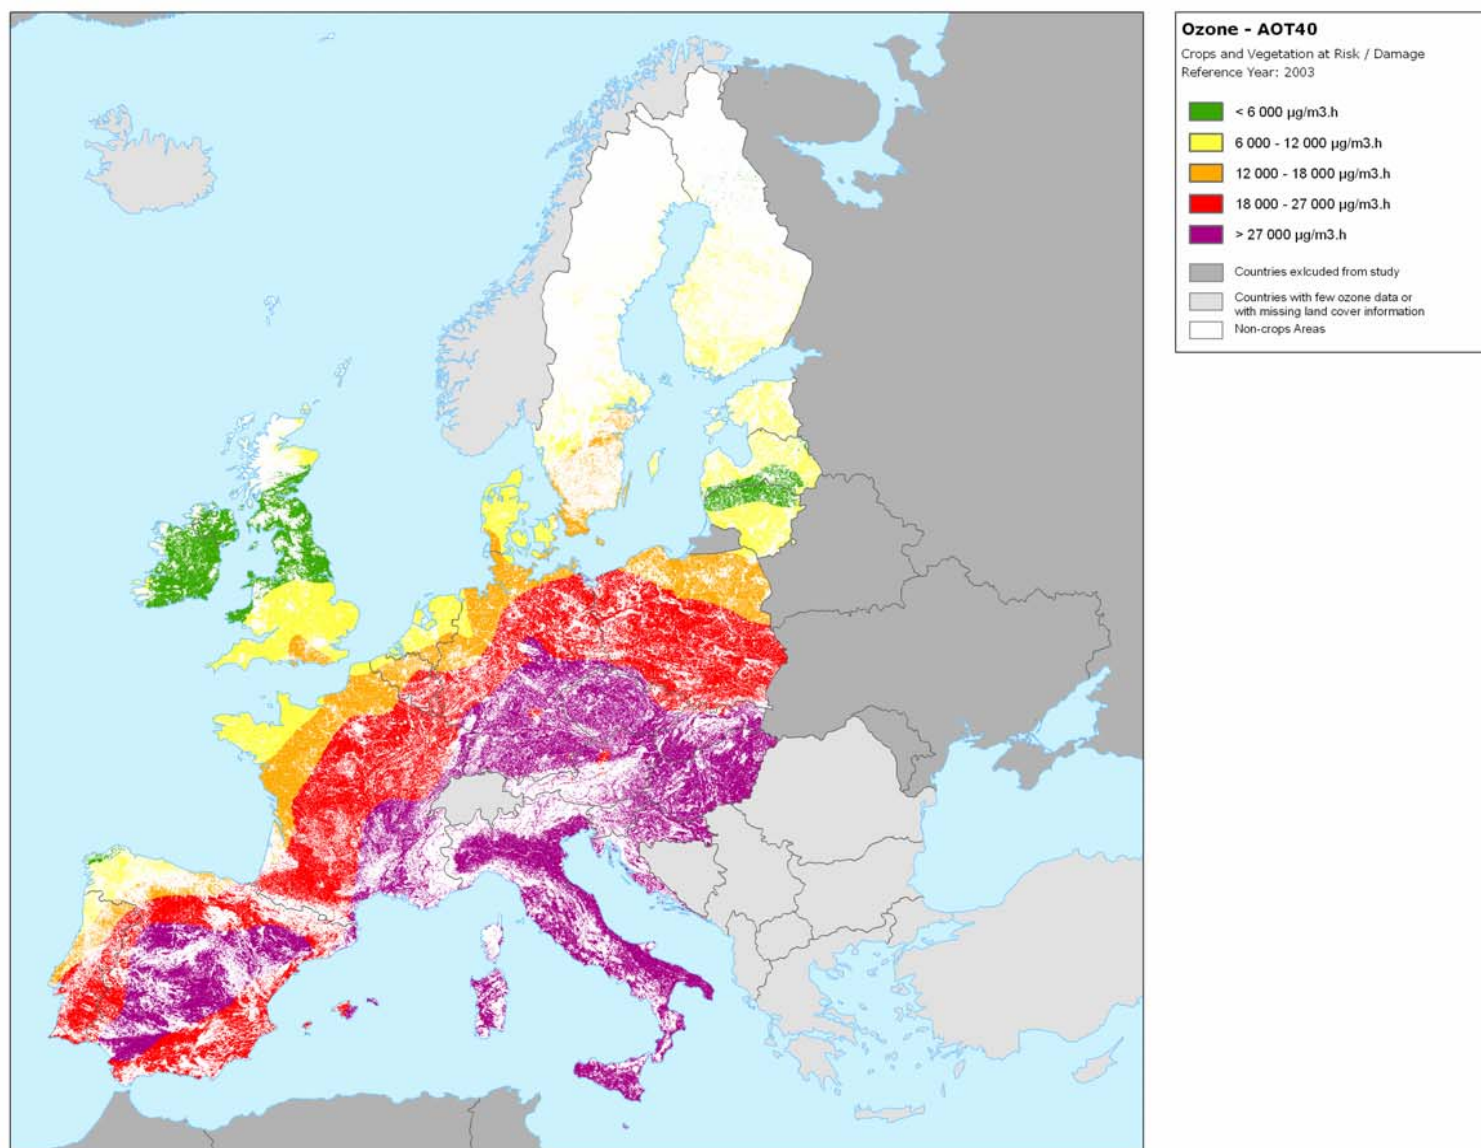 Ozone - AOT40
Crops and Vegetation at Risk / Damage
Reference Year: 2003
< 6 000 µg/m3.h
6 000 - 12 000 µg/m3.h
12 000 - 18 000 µg/m3.h
18 000 - 27 000 µg/m3.h
> 27 000 µg/m3.h
Countries exlcuded from study
Countries with few ozone data or
with missing land cover information
Non-crops Areas